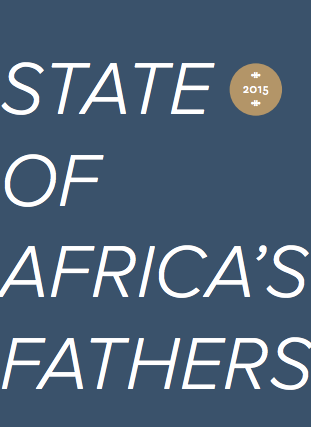 STATE
2015
OF
AFRICA'S
FATHERS